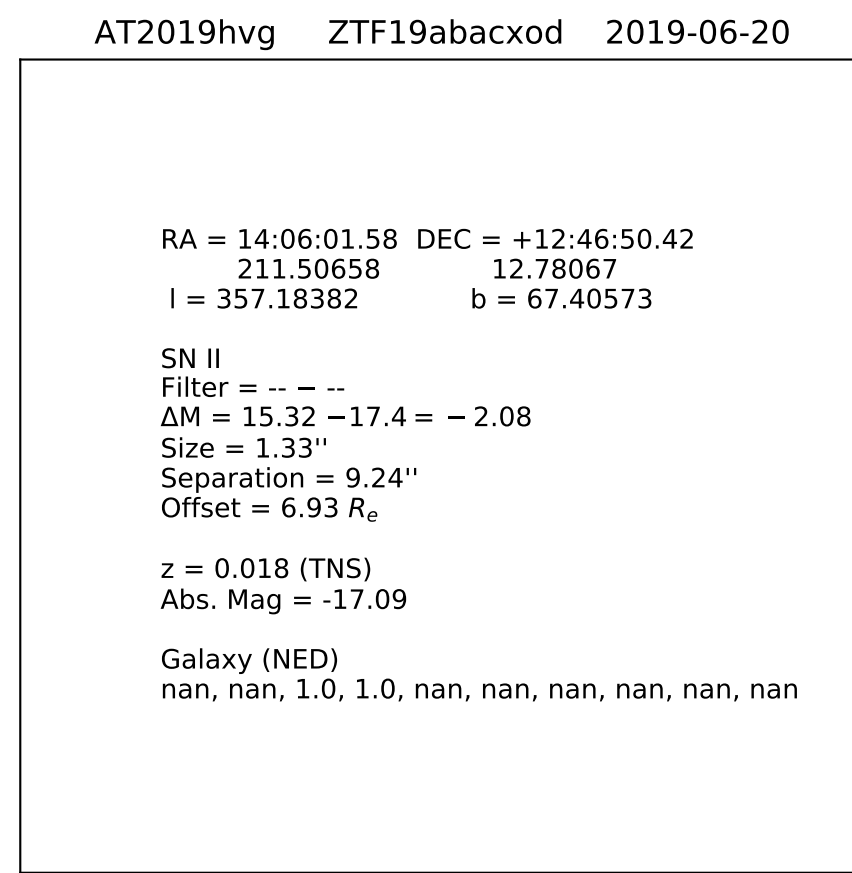 AT2019hvg ZTF19abacxod 2019-06-20
RA = 14:06:01.58 DEC = +12:46:50.42
211.50658 12.78067
l = 357.18382 b = 67.40573
SN II
Filter = -- − --
ΔM = 15.32 −17.4 = − 2.08
Size = 1.33''
Separation = 9.24''
Offset = 6.93 Rₑ
z = 0.018 (TNS)
Abs. Mag = -17.09
Galaxy (NED)
nan, nan, 1.0, 1.0, nan, nan, nan, nan, nan, nan